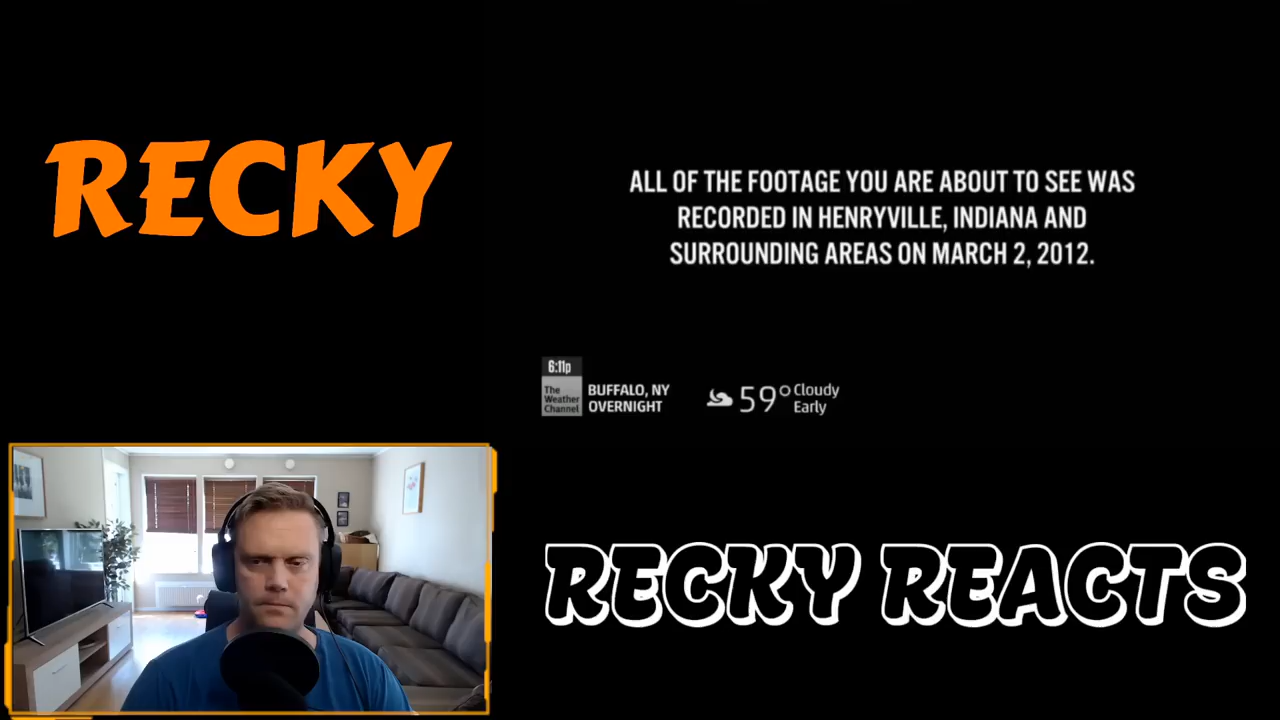 RECKY
ALL OF THE FOOTAGE YOU ARE ABOUT TO SEE WAS
RECORDED IN HENRYVILLE, INDIANA AND
SURROUNDING AREAS ON MARCH 2, 2012.
6:11p
The
Weather
Channel
BUFFALO, NY
OVERNIGHT
59° Cloudy
Early
RECKY REACTS